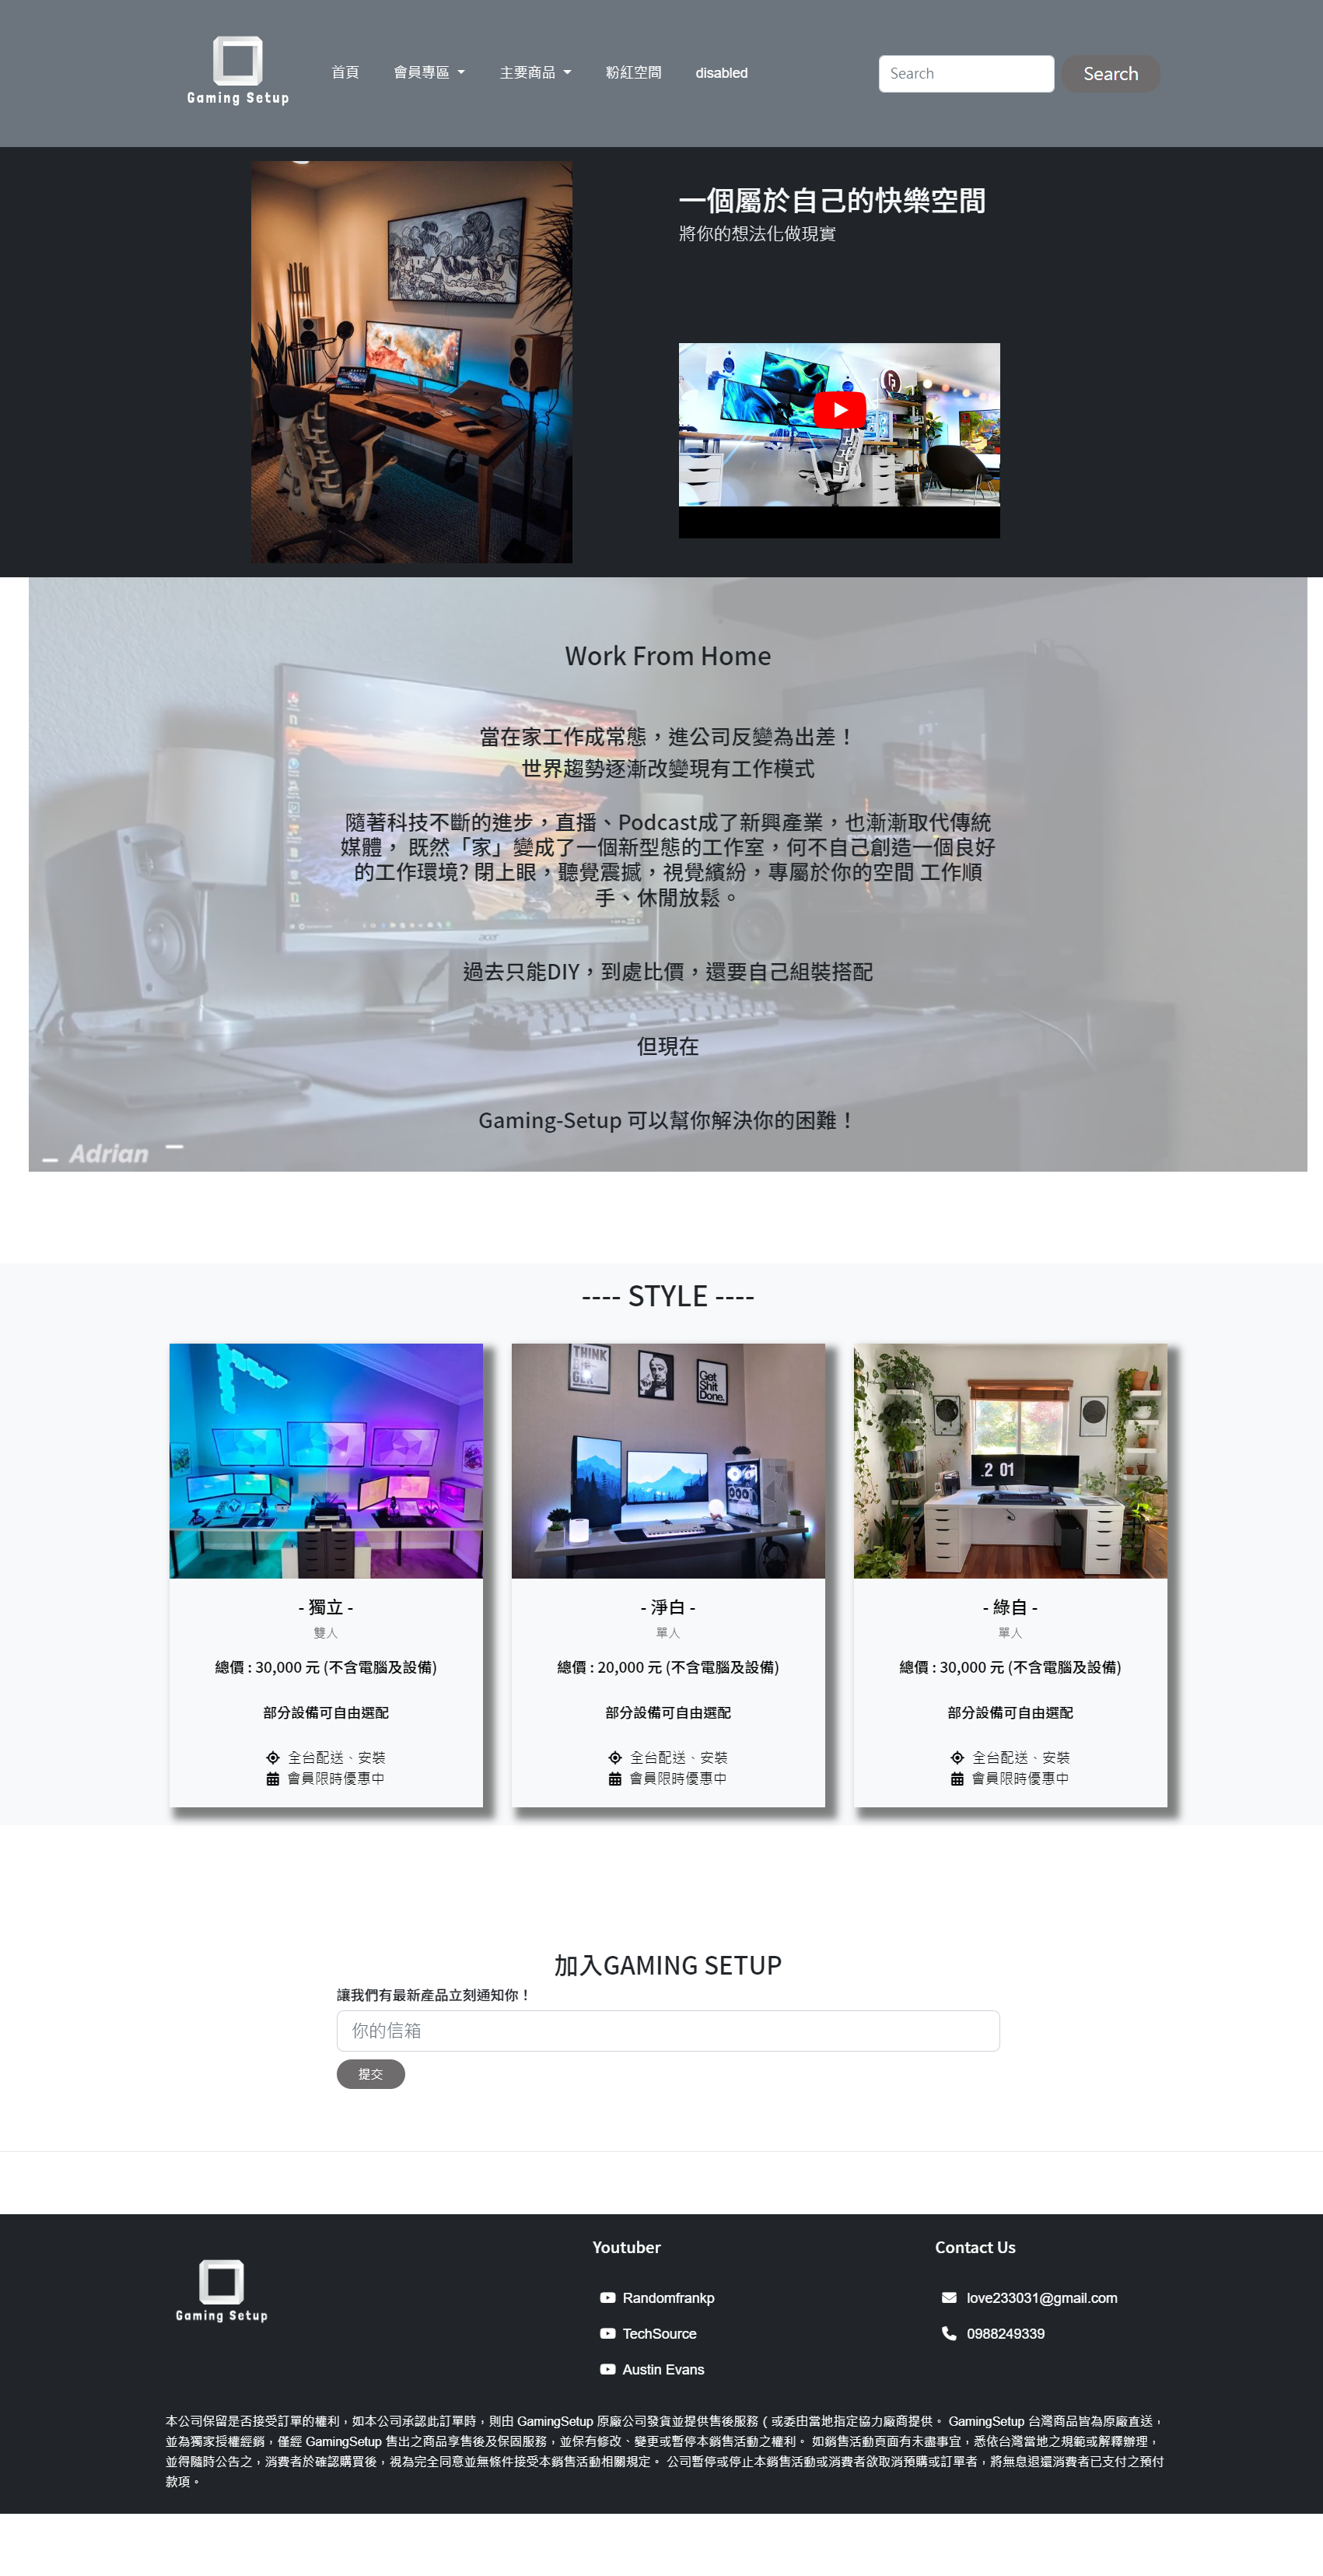 Gaming Setup
首頁
會員專區
主要商品
粉紅空間
disabled
Search
Search
一個屬於自己的快樂空間
將你的想法化做現實
Work From Home
當在家工作成常態，進公司反變為出差！
世界趨勢逐漸改變現有工作模式
隨著科技不斷的進步，直播、Podcast成了新興產業，也漸漸取代傳統
媒體， 既然「家」變成了一個新型態的工作室，何不自己創造一個良好
的工作環境? 閉上眼，聽覺震撼，視覺繽紛，專屬於你的空間 工作順
手、休閒放鬆。
acer
過去只能DIY，到處比價，還要自己組裝搭配
但現在
Gaming-Setup 可以幫你解決你的困難！
Adrian
---- STYLE ----
Get
Shit
Done.
2 01
- 獨立 -
雙人
總價 : 30,000 元 (不含電腦及設備)
部分設備可自由選配
全台配送、安裝
會員限時優惠中
- 淨白 -
單人
總價 : 20,000 元 (不含電腦及設備)
部分設備可自由選配
全台配送、安裝
會員限時優惠中
- 綠自 -
單人
總價 : 30,000 元 (不含電腦及設備)
部分設備可自由選配
全台配送、安裝
會員限時優惠中
加入GAMING SETUP
讓我們有最新產品立刻通知你！
你的信箱
提交
Gaming Setup
Youtuber
Randomfrankp
TechSource
Austin Evans
Contact Us
love233031@gmail.com
0988249339
本公司保留是否接受訂單的權利，如本公司承認此訂單時，則由 GamingSetup 原廠公司發貨並提供售後服務 ( 或委由當地指定協力廠商提供。 GamingSetup 台灣商品皆為原廠直送，
並為獨家授權經銷，僅經 GamingSetup 售出之商品享售後及保固服務，並保有修改、變更或暫停本銷售活動之權利。 如銷售活動頁面有未盡事宜，悉依台灣當地之規範或解釋辦理，
並得隨時公告之，消費者於確認購買後，視為完全同意並無條件接受本銷售活動相關規定。 公司暫停或停止本銷售活動或消費者欲取消預購或訂單者，將無息退還消費者已支付之預付
款項。